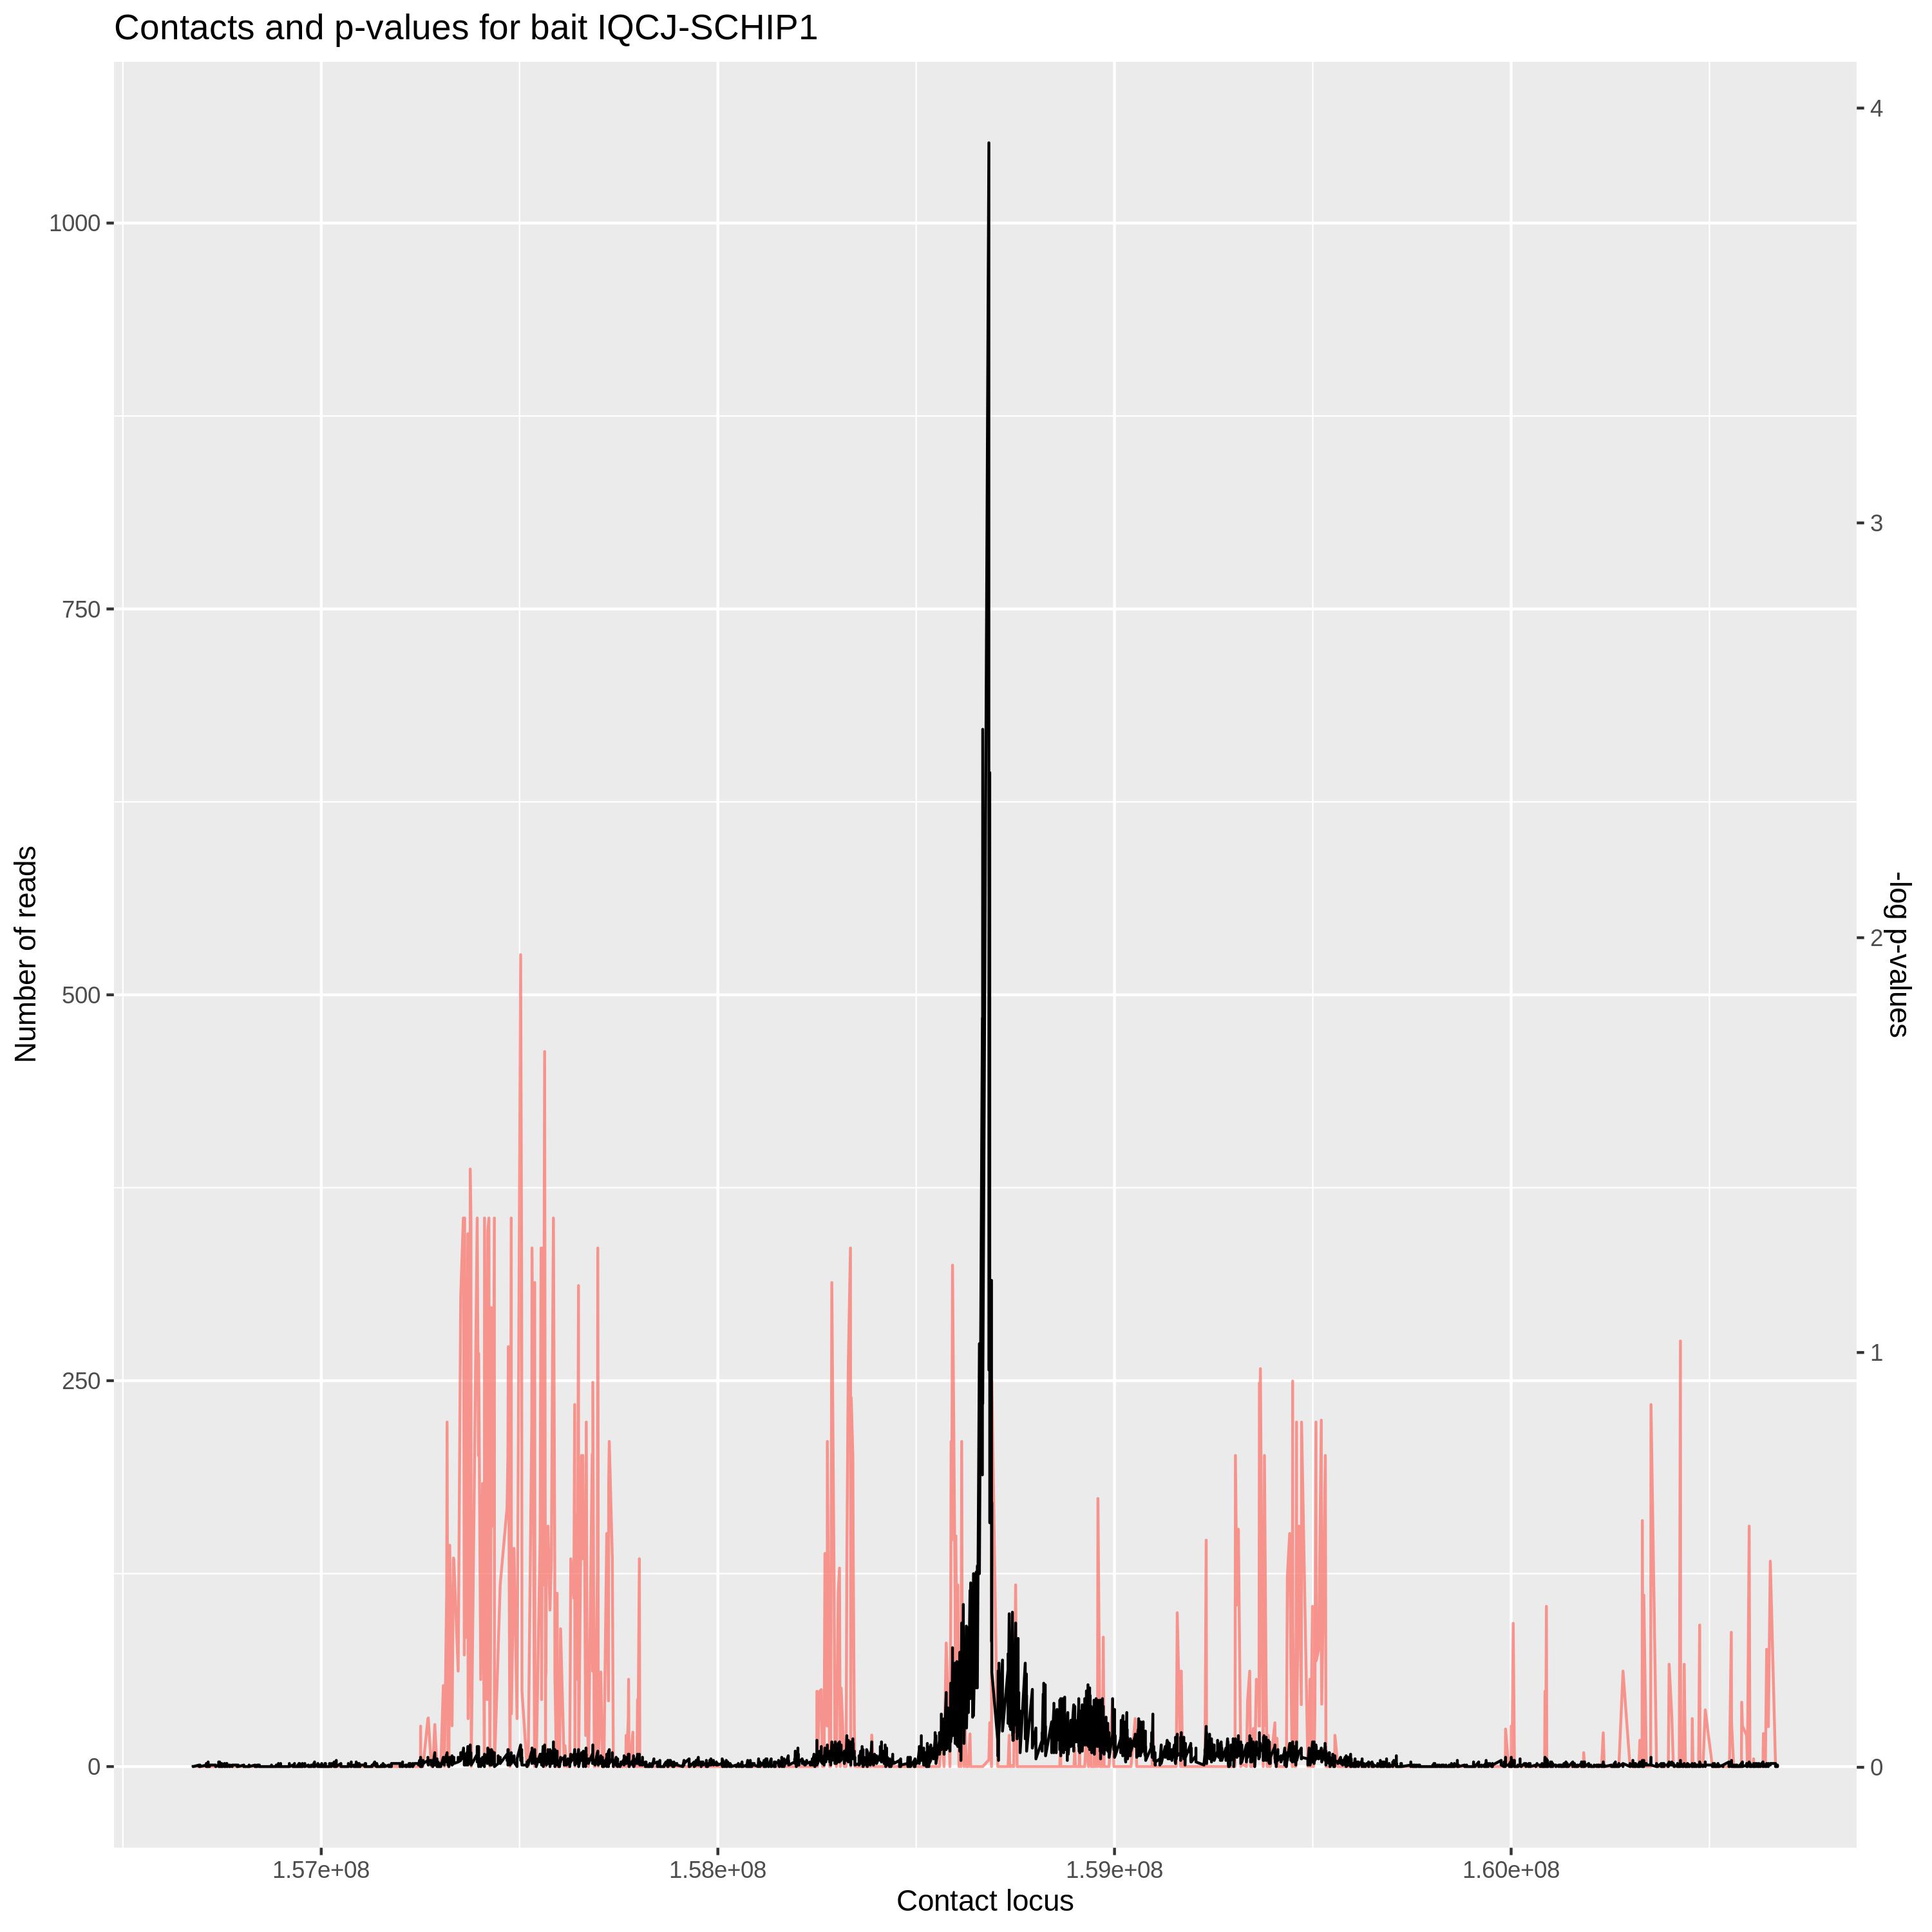 Contacts and p-values for bait IQCJ-SCHIP1
1000
750
500
250
0
Number of reads
4
3
2
1
0
-log p-values
1.57e+08
1.58e+08
1.59e+08
1.60e+08
Contact locus